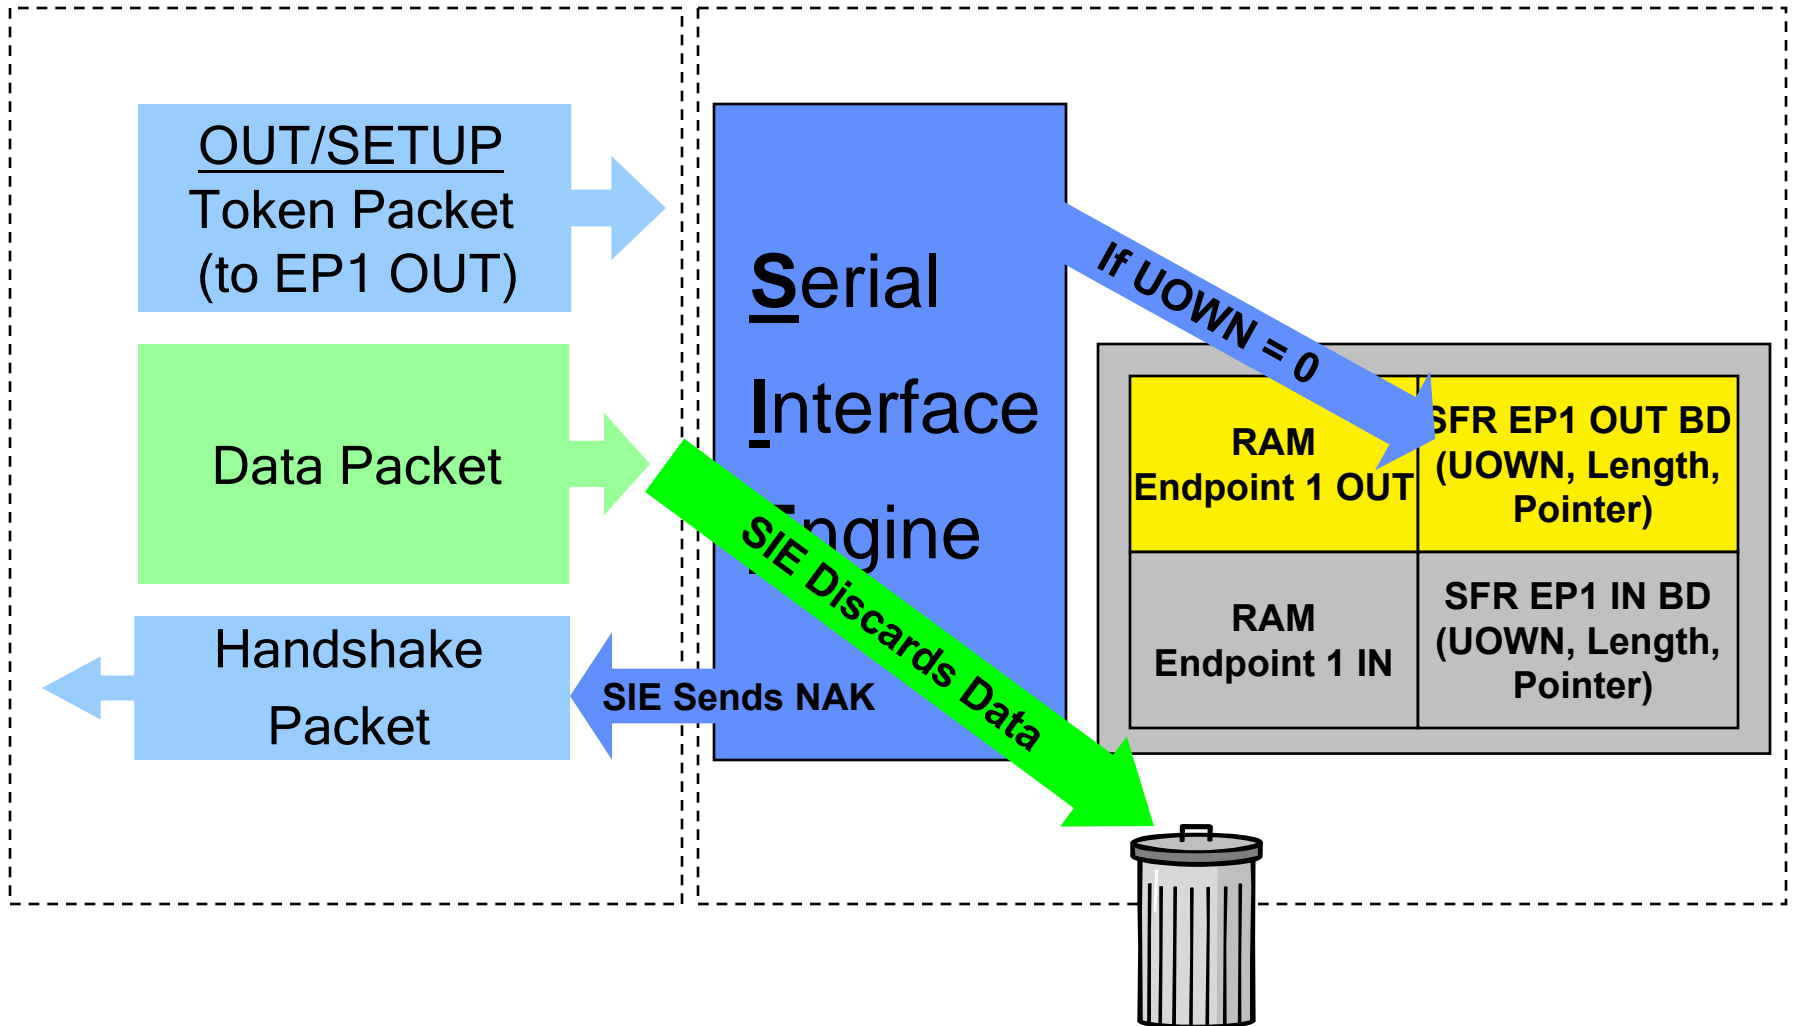 OUT/SETUP
Token Packet
(to EP1 OUT)
Data Packet
Handshake
Packet
Serial
Interface
Engine
If UOWN = 0
SIE Discards Data
SIE Sends NAK
RAM
Endpoint 1 OUT
SFR EP1 OUT BD
(UOWN, Length,
Pointer)
RAM
Endpoint 1 IN
SFR EP1 IN BD
(UOWN, Length,
Pointer)